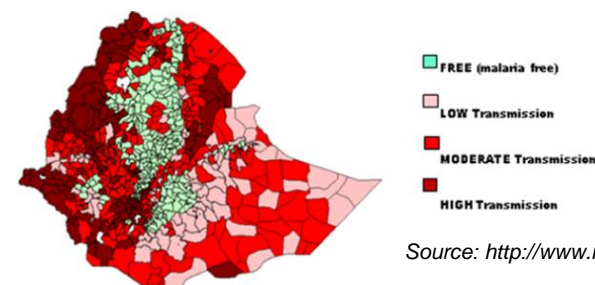 FREE (malaria free)
LOW Transmission
MODERATE Transmission
HIGH Transmission
Source: http://www.